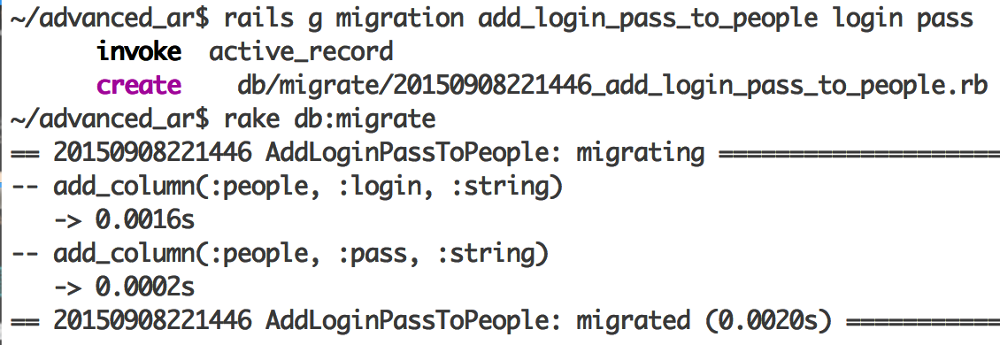 ~/advanced_ar$ rails g migration add_login_pass_to_people login pass
      invoke  active_record
      create    db/migrate/20150908221446_add_login_pass_to_people.rb
~/advanced_ar$ rake db:migrate
== 20150908221446 AddLoginPassToPeople: migrating ====================
-- add_column(:people, :login, :string)
   -> 0.0016s
-- add_column(:people, :pass, :string)
   -> 0.0002s
== 20150908221446 AddLoginPassToPeople: migrated (0.0020s) ===========